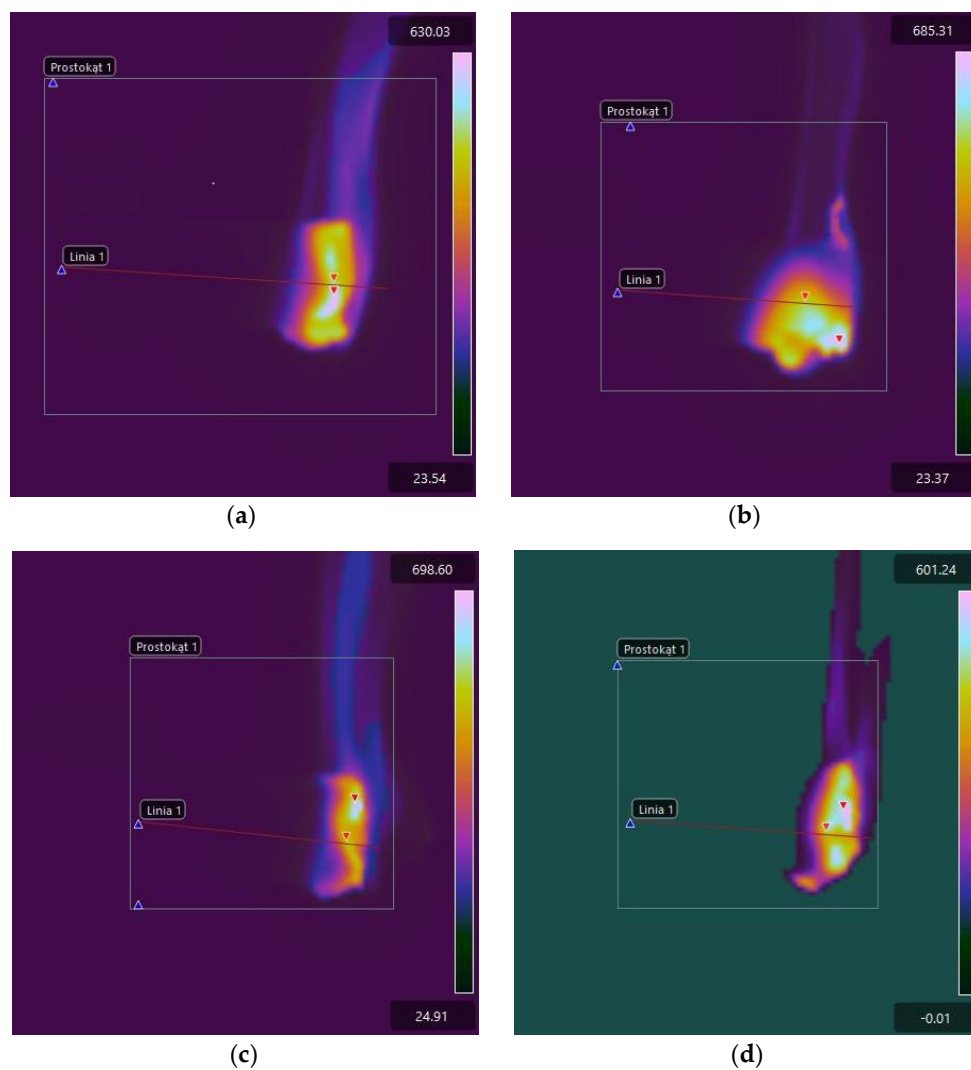 630.03
Prostokąt 1
Linia 1
23.54
(a)
685.31
Prostokąt 1
Linia 1
23.37
(b)
698.60
Prostokąt 1
Linia 1
24.91
(c)
601.24
Prostokąt 1
Linia 1
-0.01
(d)